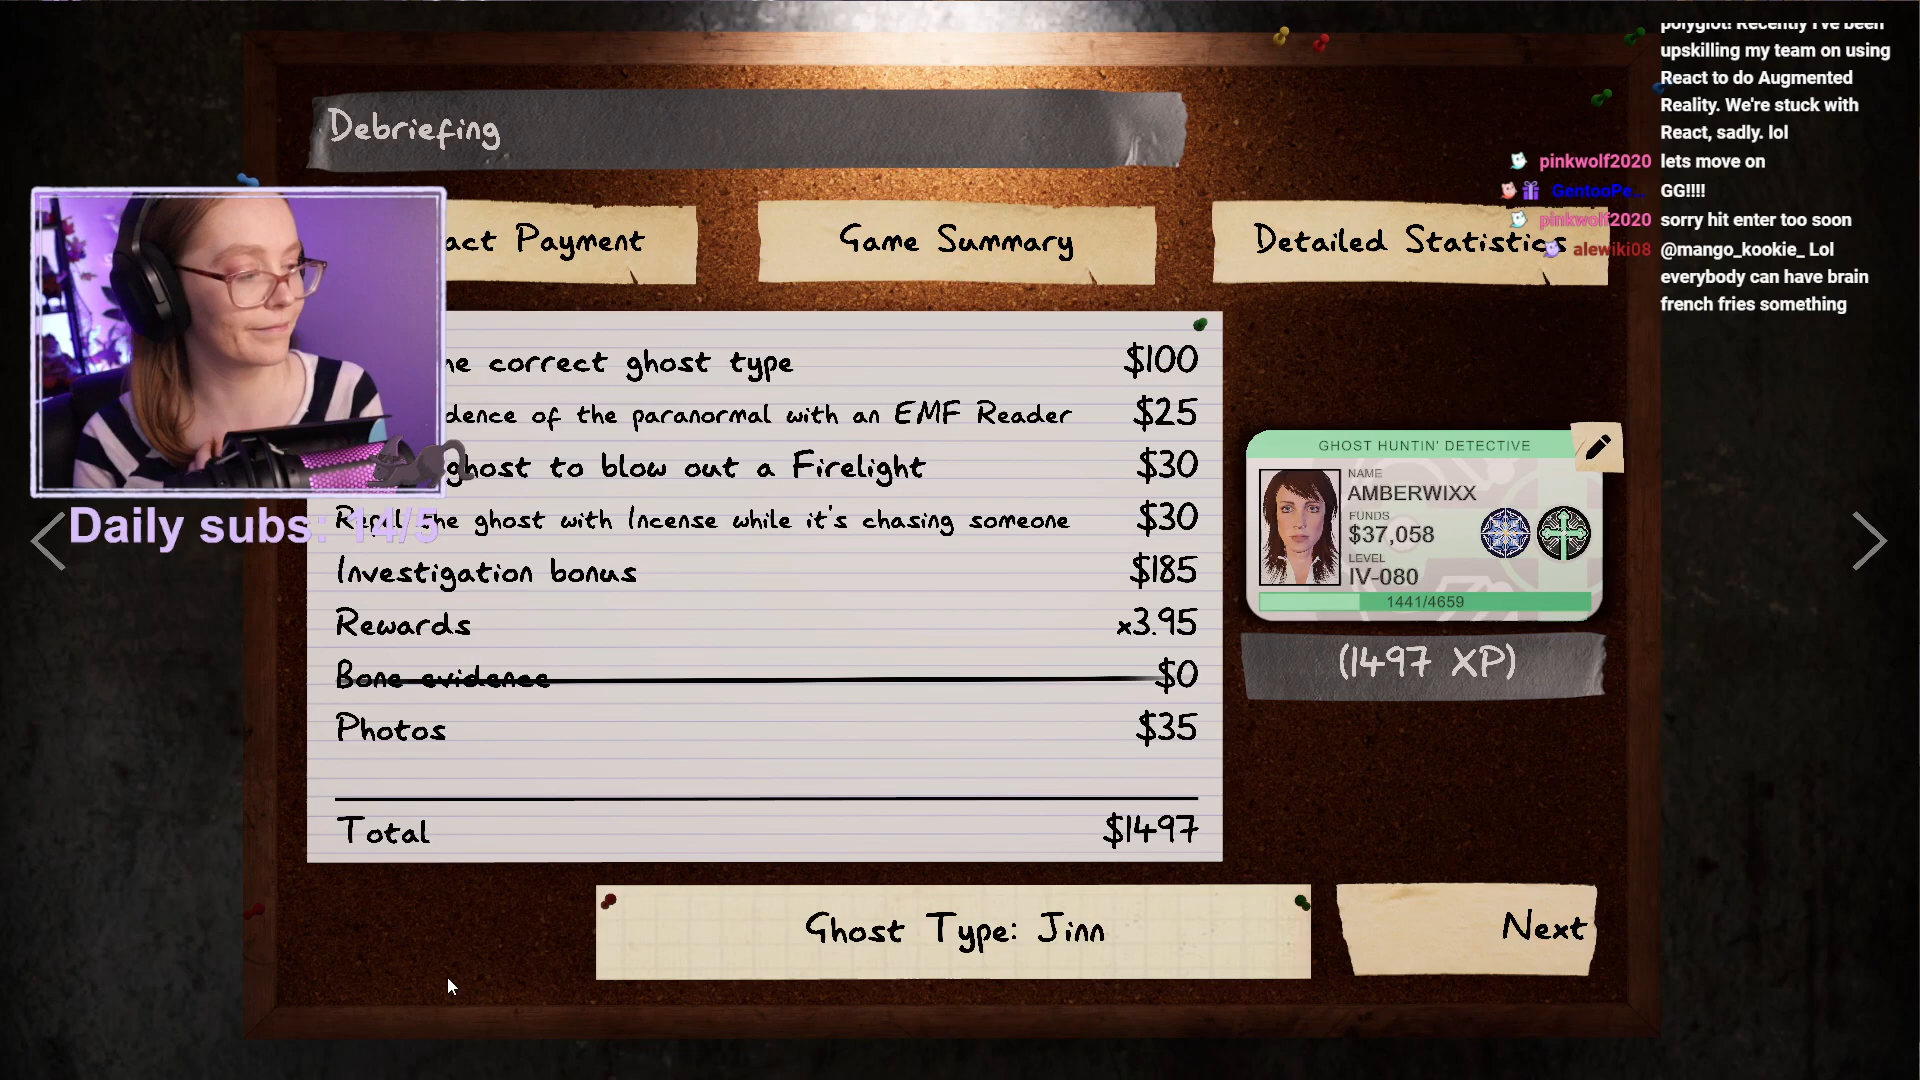 polyglot! Recently I've been
upskilling my team on using
React to do Augmented
Reality. We're stuck with
React, sadly. lol
pinkwolf2020 lets move on
GentooPe... GG!!!!
pinkwolf2020 sorry hit enter too soon
alewiki08 @mango_kookie_ Lol
everybody can have brain
french fries something
Debriefing
act Payment
Game Summary
Detailed Statistics
he correct ghost type $100
dence of the paranormal with an EMF Reader $25
ghost to blow out a Firelight $30
Repel the ghost with Incense while it's chasing someone $30
Daily subs: 14/5
Investigation bonus $185
Rewards x3.95
Bone evidence $0
Photos $35
Total $1497
GHOST HUNTIN' DETECTIVE
NAME
AMBERWIXX
FUNDS
$37,058
LEVEL
IV-080
1441/4659
(1497 XP)
Ghost Type: Jinn
Next